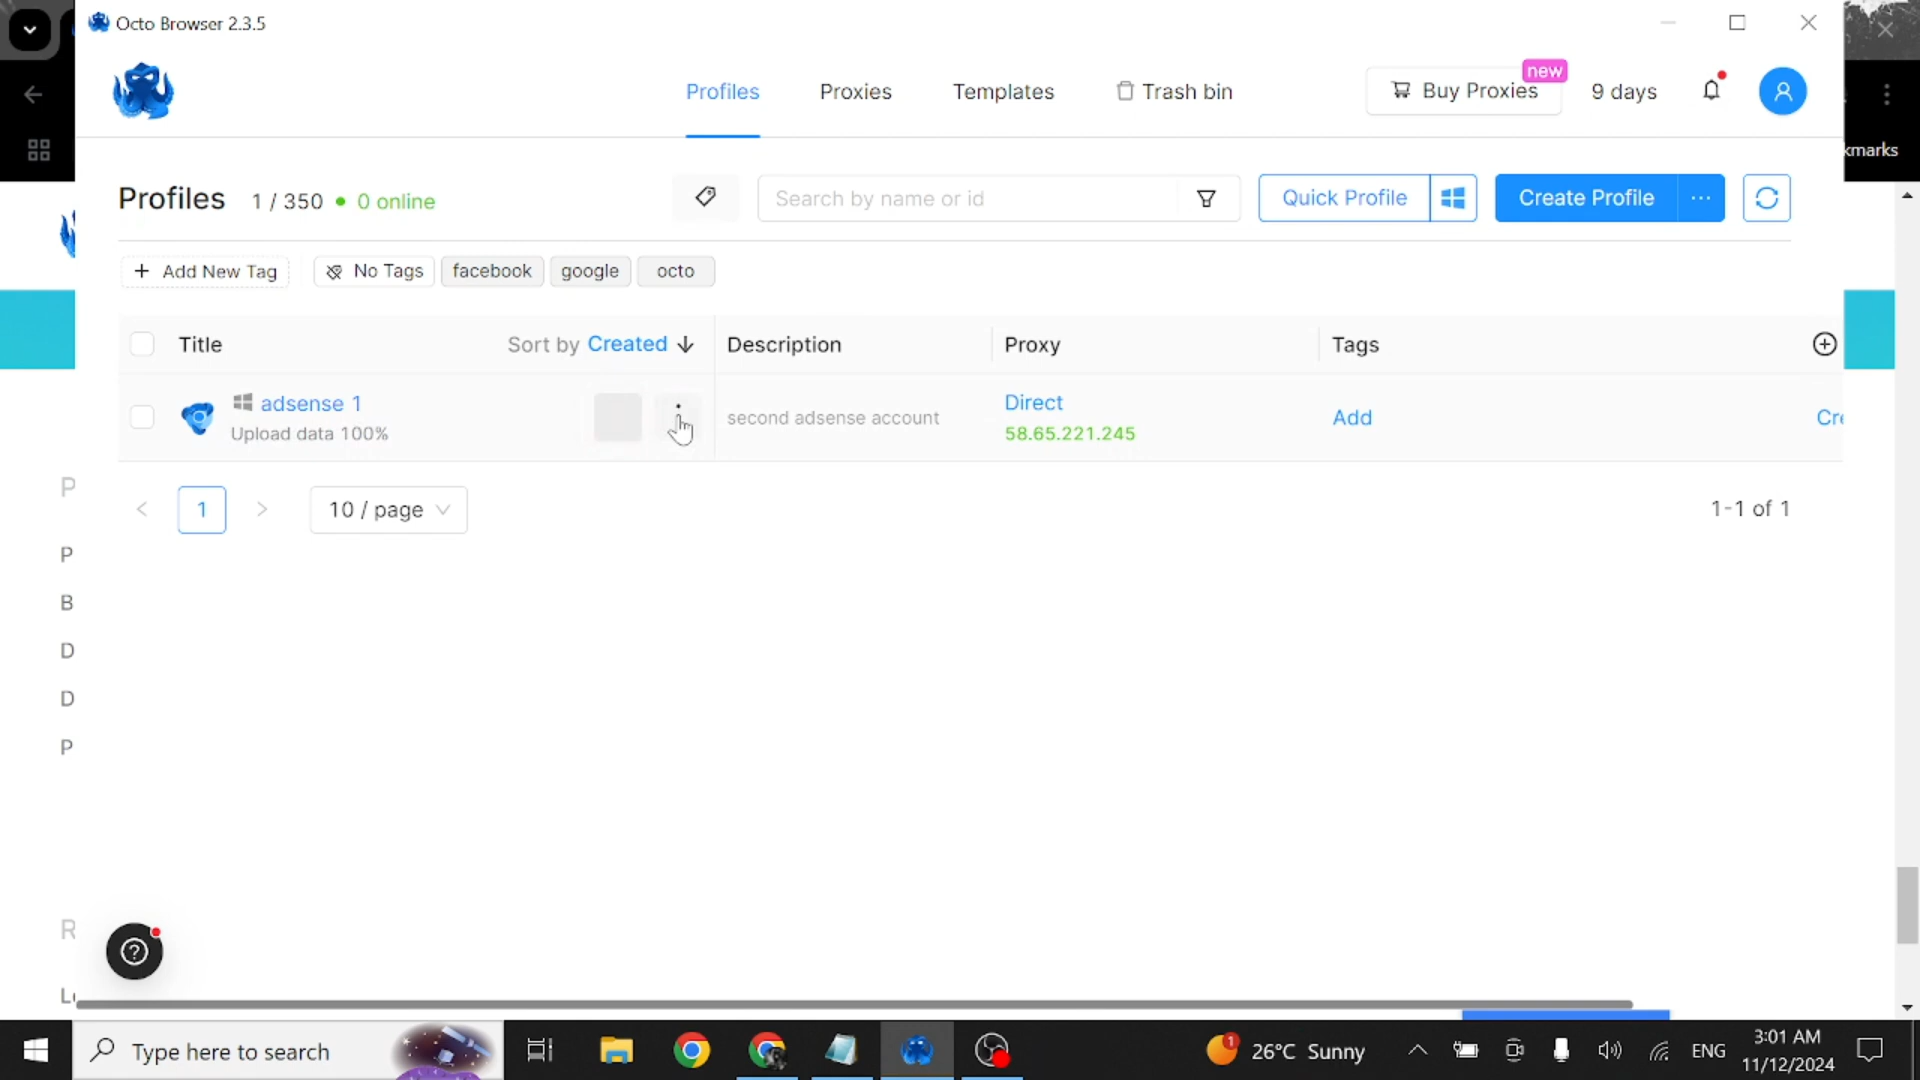 Octo Browser 2.3.5
Profiles
Proxies
Templates
Trash bin
Buy Proxies
new
9 days
kmarks
Profiles 1 / 350 • 0 online
Search by name or id
Quick Profile
Create Profile
+ Add New Tag
No Tags
facebook
google
octo
Title
Sort by Created
Description
Proxy
Tags
adsense 1
Upload data 100%
second adsense account
Direct
58.65.221.245
Add
Cre
P
1
10 / page
1-1 of 1
P
B
D
D
P
R
Type here to search
1
26°C Sunny
ENG
3:01 AM
11/12/2024